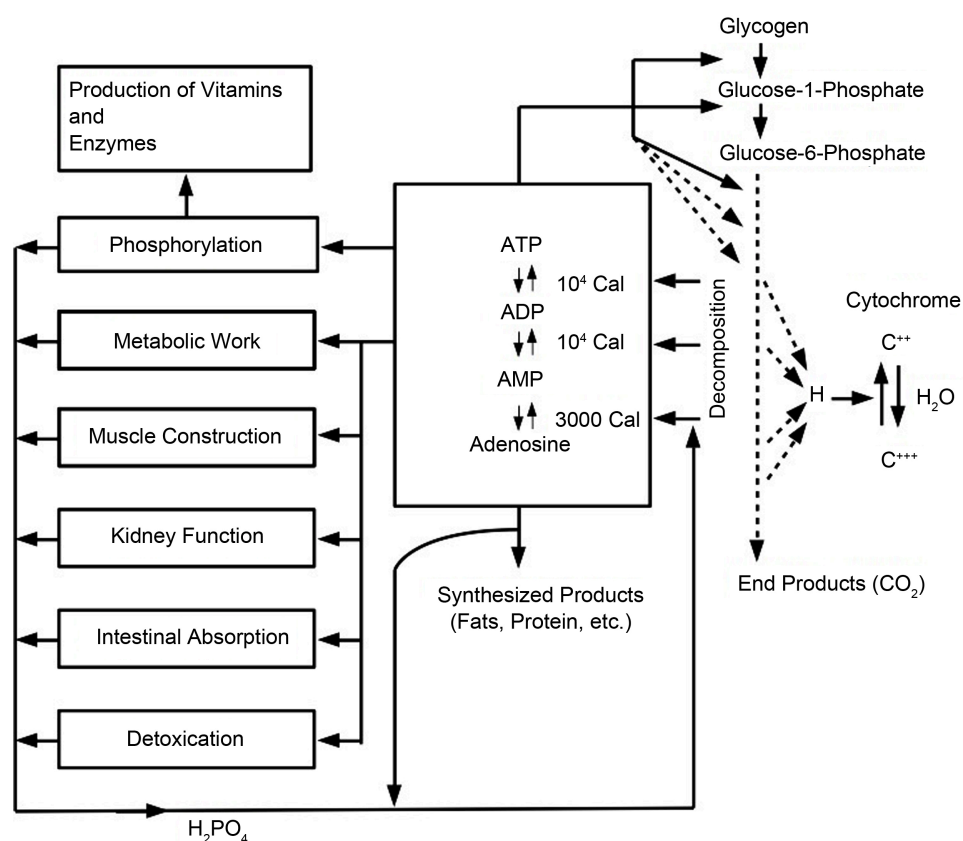 Glycogen
Glucose-1-Phosphate
Glucose-6-Phosphate
Production of Vitamins
and
Enzymes
Phosphorylation
Metabolic Work
Muscle Construction
Kidney Function
Intestinal Absorption
Detoxication
ATP
10⁴ Cal
ADP
10⁴ Cal
AMP
3000 Cal
Adenosine
Decomposition
Cytochrome
C⁺⁺
H
H₂O
C⁺⁺⁺
End Products (CO₂)
Synthesized Products
(Fats, Protein, etc.)
H₂PO₄